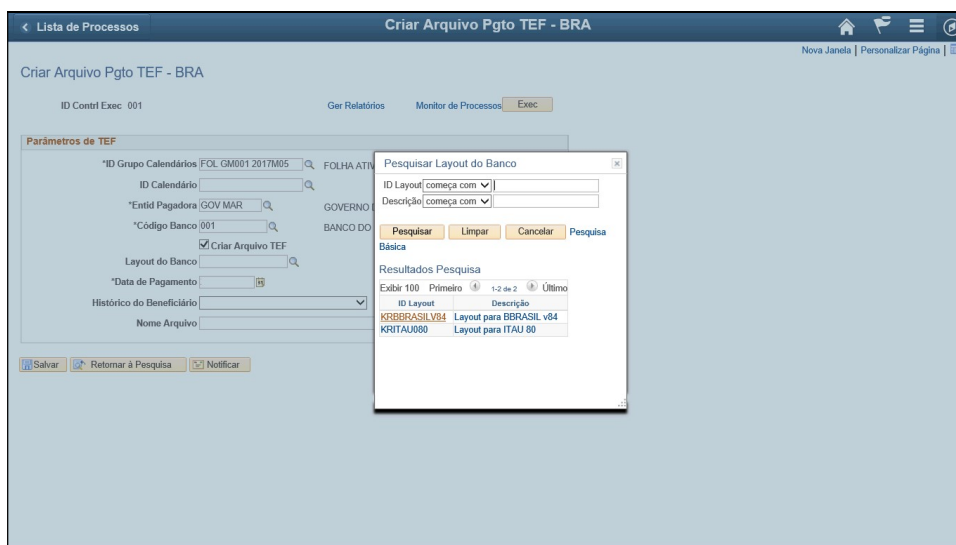 Lista de Processos
Criar Arquivo Pgto TEF - BRA
Nova Janela | Personalizar Página |
Criar Arquivo Pgto TEF - BRA
ID Contrl Exec 001 Ger Relatórios Monitor de Processos Exec
Parâmetros de TEF
*ID Grupo Calendários FOL GM001 2017M05 FOLHA ATIV
ID Calendário
*Entid Pagadora GOV MAR GOVERNO
*Código Banco 001 BANCO DO
Criar Arquivo TEF
Layout do Banco
*Data de Pagamento
Histórico do Beneficiário
Nome Arquivo
Salvar Retornar à Pesquisa Notificar
Pesquisar Layout do Banco
ID Layout começa com
Descrição começa com
Pesquisar Limpar Cancelar Pesquisa
Básica
Resultados Pesquisa
Exibir 100 Primeiro 1-2 de 2 Último
ID Layout Descrição
KRBBRASILV84 Layout para BBRASIL v84
KRITAU080 Layout para ITAU 80